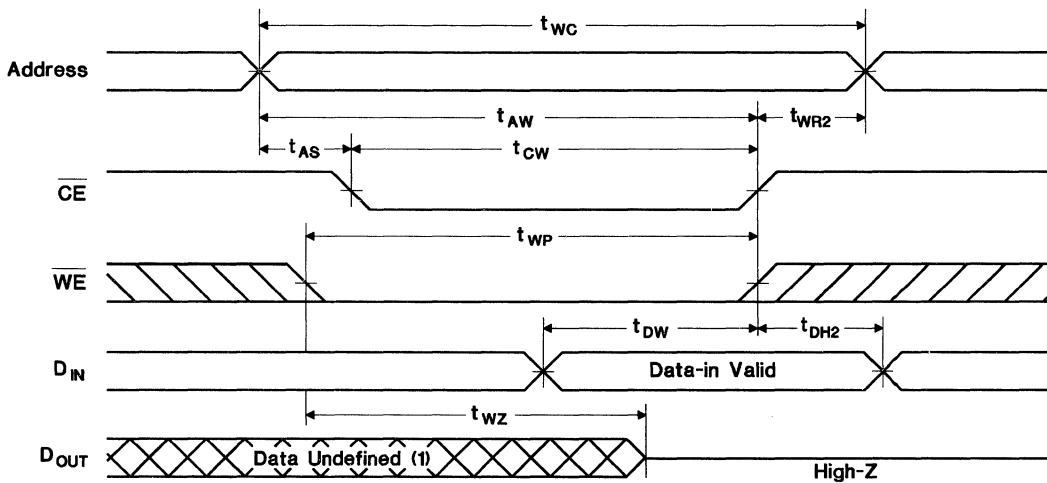 tWC
Address
tAW
tWR2
tAS
tCW
CE
tWP
WE
tDW
tDH2
DIN
Data-in Valid
tWZ
DOUT
Data Undefined (1)
High-Z